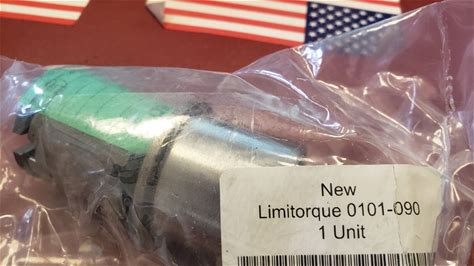 New
Limitorque 0101-090
1 Unit